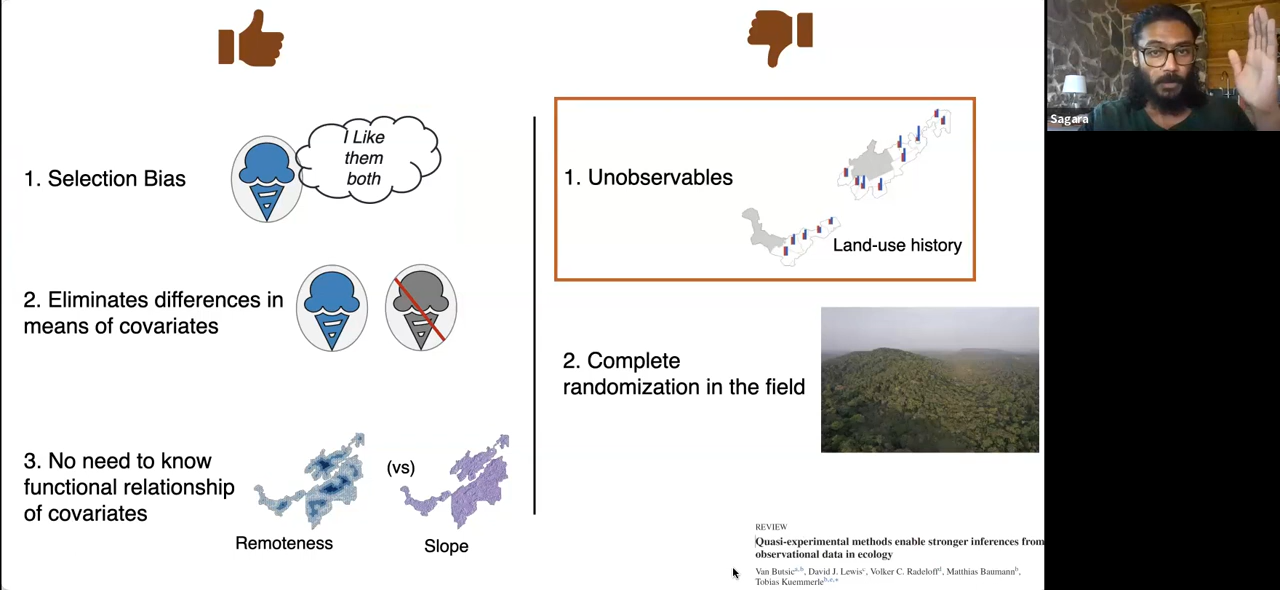 I Like
them
both
1. Selection Bias
2. Eliminates differences in
means of covariates
3. No need to know
functional relationship
of covariates
(vs)
Remoteness
Slope
1. Unobservables
Land-use history
2. Complete
randomization in the field
REVIEW
Quasi-experimental methods enable stronger inferences from
observational data in ecology
Van Butsic a,b, David J. Lewis c, Volker C. Radeloff d, Matthias Baumann b,
Tobias Kuemmerle b,e,*
Sagara